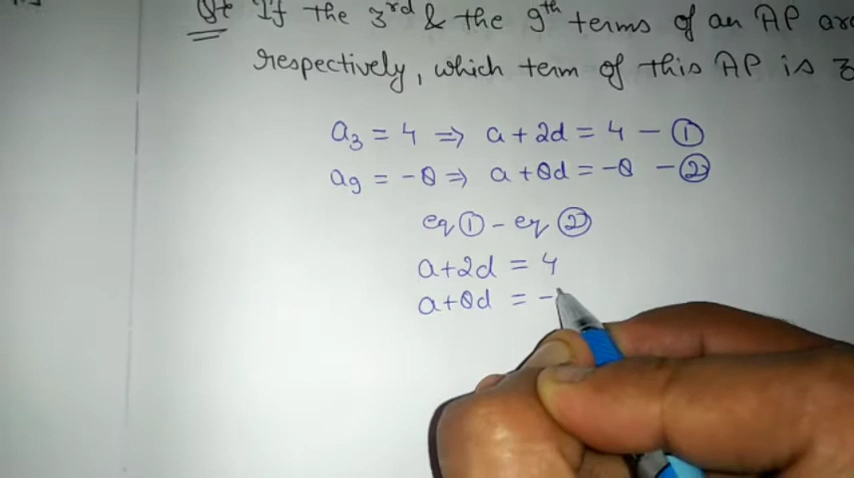 If the 3rd & the 9th terms of an AP are
respectively, which term of this AP is
a3 = 4 => a + 2d = 4 - ①
a9 = -8 => a + 8d = -8 - ②
eq ① - eq ②
a + 2d = 4
a + 8d = -